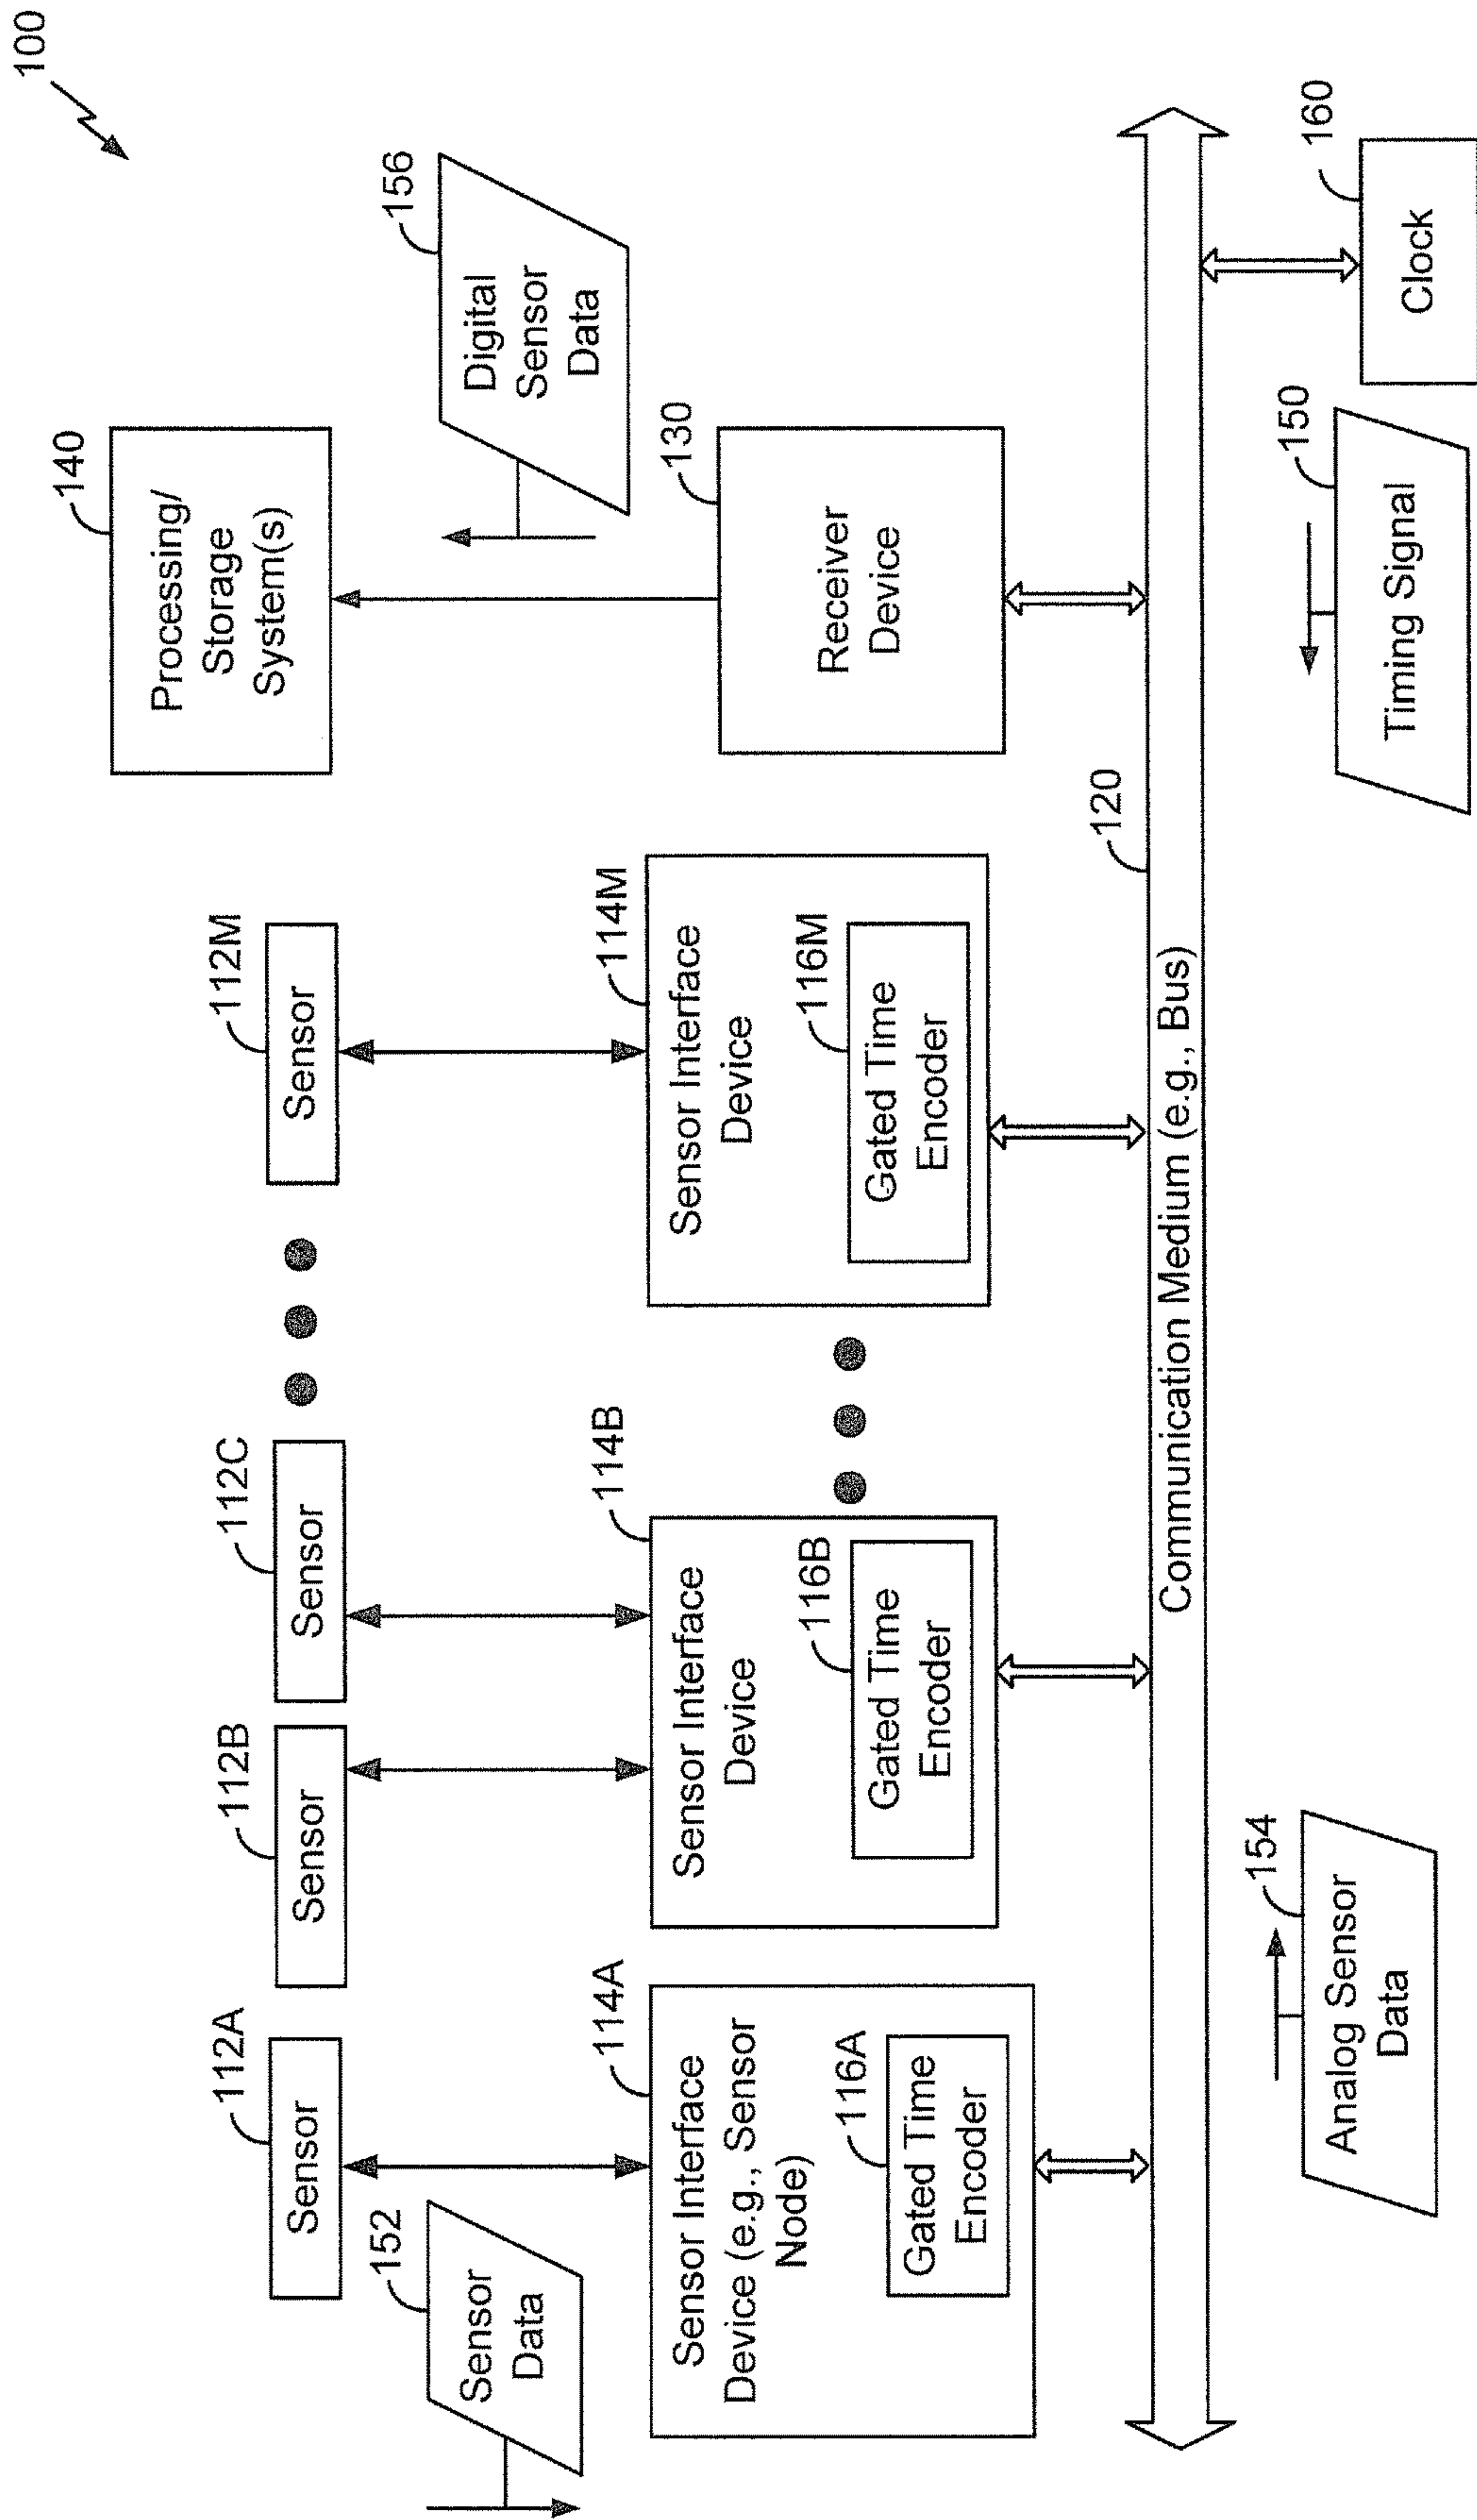 100
140
Processing/
Storage
System(s)
156
Digital
Sensor
Data
112A
Sensor
112B
Sensor
112C
Sensor
112M
Sensor
152
Sensor
Data
114A
Sensor Interface
Device (e.g., Sensor
Node)
116A
Gated Time
Encoder
114B
Sensor Interface
Device
116B
Gated Time
Encoder
114M
Sensor Interface
Device
116M
Gated Time
Encoder
130
Receiver
Device
120
Communication Medium (e.g., Bus)
154
Analog Sensor
Data
150
Timing Signal
160
Clock